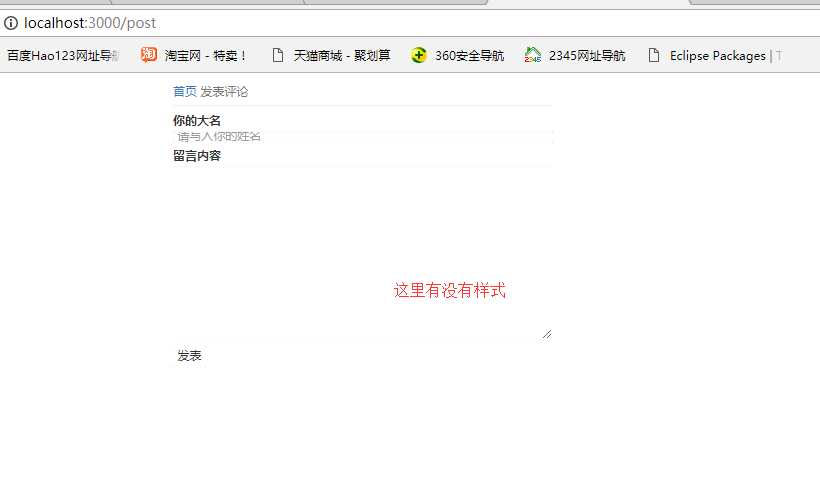 localhost:3000/post
百度Hao123网址导航 淘宝网 - 特卖！ 天猫商城 - 聚划算 360安全导航 2345网址导航 Eclipse Packages | T
首页 发表评论
你的大名
请与入你的姓名
留言内容
这里有没有样式
发表